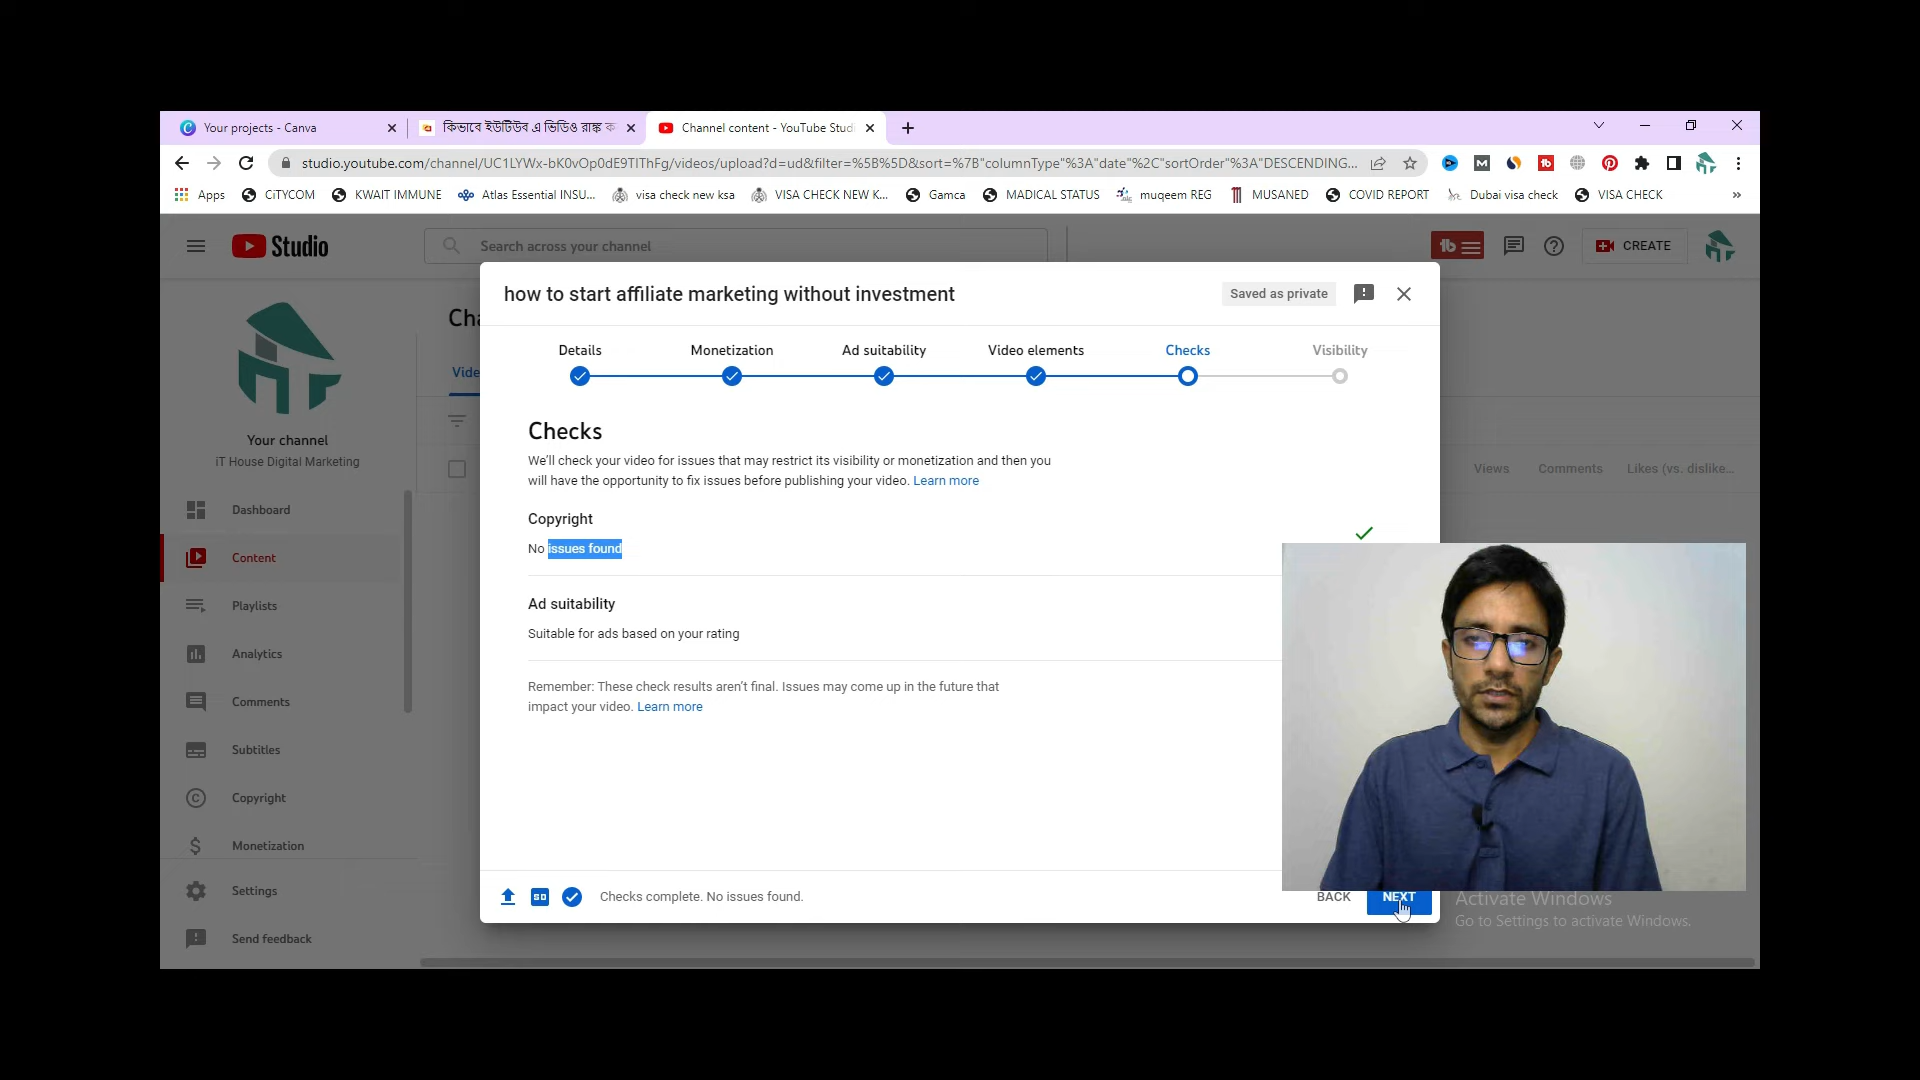 Your projects - Canva
কিভাবে ইউটিউব এ ভিডিও রাঙ্ক ক
Channel content - YouTube Studi
studio.youtube.com/channel/UC1LYWx-bK0vOp0dE9TIThFg/videos/upload?d=ud&filter=%5B%5D&sort=%7B"columnType"%3A"date"%2C"sortOrder"%3A"DESCENDING...
Apps
CiTYCOM
KWAIT IMMUNE
Atlas Essential INSU...
visa check new ksa
VISA CHECK NEW K...
Gamca
MADICAL STATUS
muqeem REG
MUSANED
COVID REPORT
Dubai visa check
VISA CHECK
Studio
Search across your channel
CREATE
how to start affiliate marketing without investment
Saved as private
Cha
Details
Monetization
Ad suitability
Video elements
Checks
Visibility
Vide
Checks
We'll check your video for issues that may restrict its visibility or monetization and then you
will have the opportunity to fix issues before publishing your video. Learn more
Your channel
iT House Digital Marketing
Views
Comments
Likes (vs. dislike...
Copyright
No issues found
Ad suitability
Suitable for ads based on your rating
Remember: These check results aren't final. Issues may come up in the future that
impact your video. Learn more
Dashboard
Content
Playlists
Analytics
Comments
Subtitles
Copyright
Monetization
Settings
Send feedback
SD
Checks complete. No issues found.
BACK
NEXT
Activate Windows
Go to Settings to activate Windows.